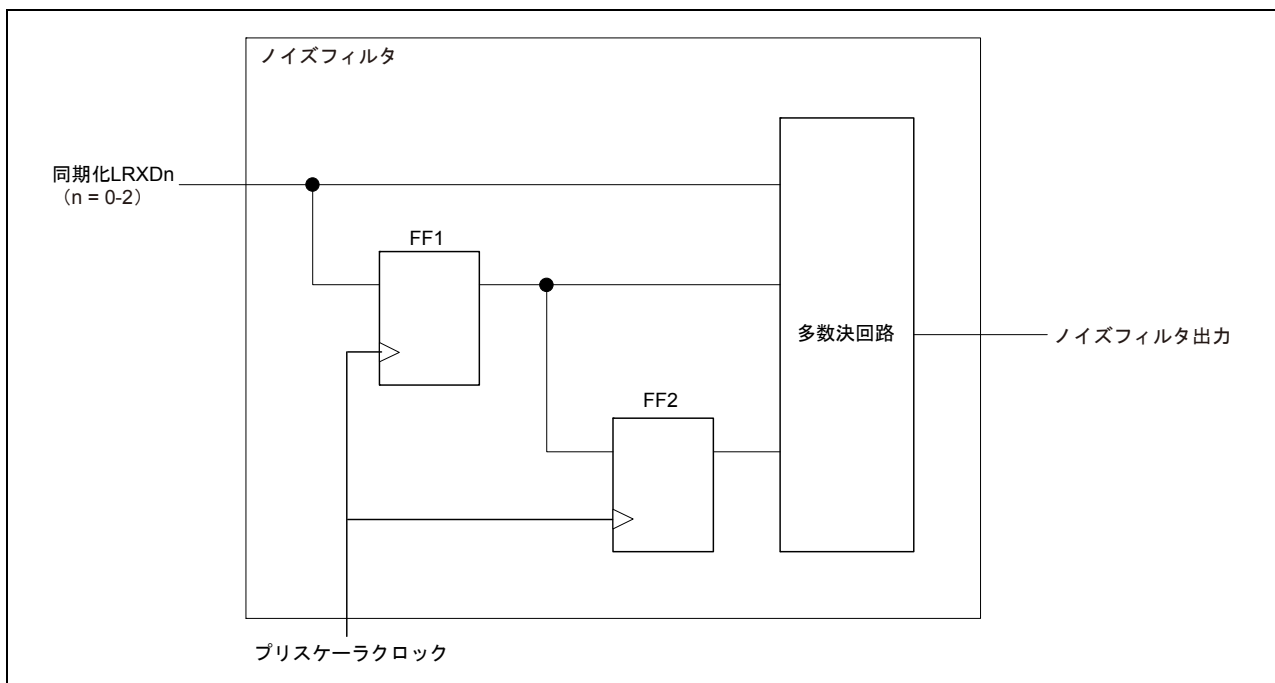 ノイズフィルタ
同期化LRXDn
（n = 0-2）
FF1
多数決回路
ノイズフィルタ出力
FF2
プリスケーラクロック